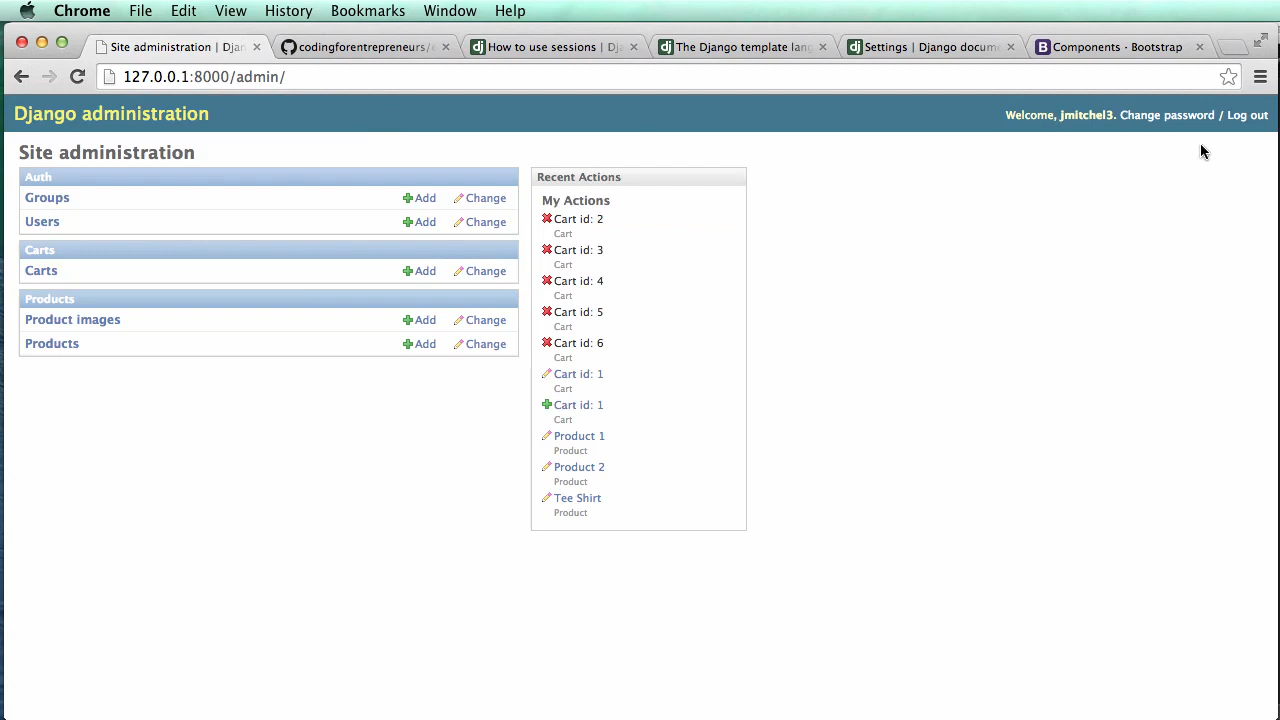 Chrome File Edit View History Bookmarks Window Help
Site administration | Djan
codingforentrepreneurs/e
How to use sessions | Dj
The Django template lang
Settings | Django docum
B Components · Bootstrap
127.0.0.1:8000/admin/
Django administration
Welcome, jmitchel3. Change password / Log out
Site administration
Auth
Groups Add Change
Users Add Change
Carts
Carts Add Change
Products
Product images Add Change
Products Add Change
Recent Actions
My Actions
Cart id: 2
Cart
Cart id: 3
Cart
Cart id: 4
Cart
Cart id: 5
Cart
Cart id: 6
Cart
Cart id: 1
Cart
Cart id: 1
Cart
Product 1
Product
Product 2
Product
Tee Shirt
Product